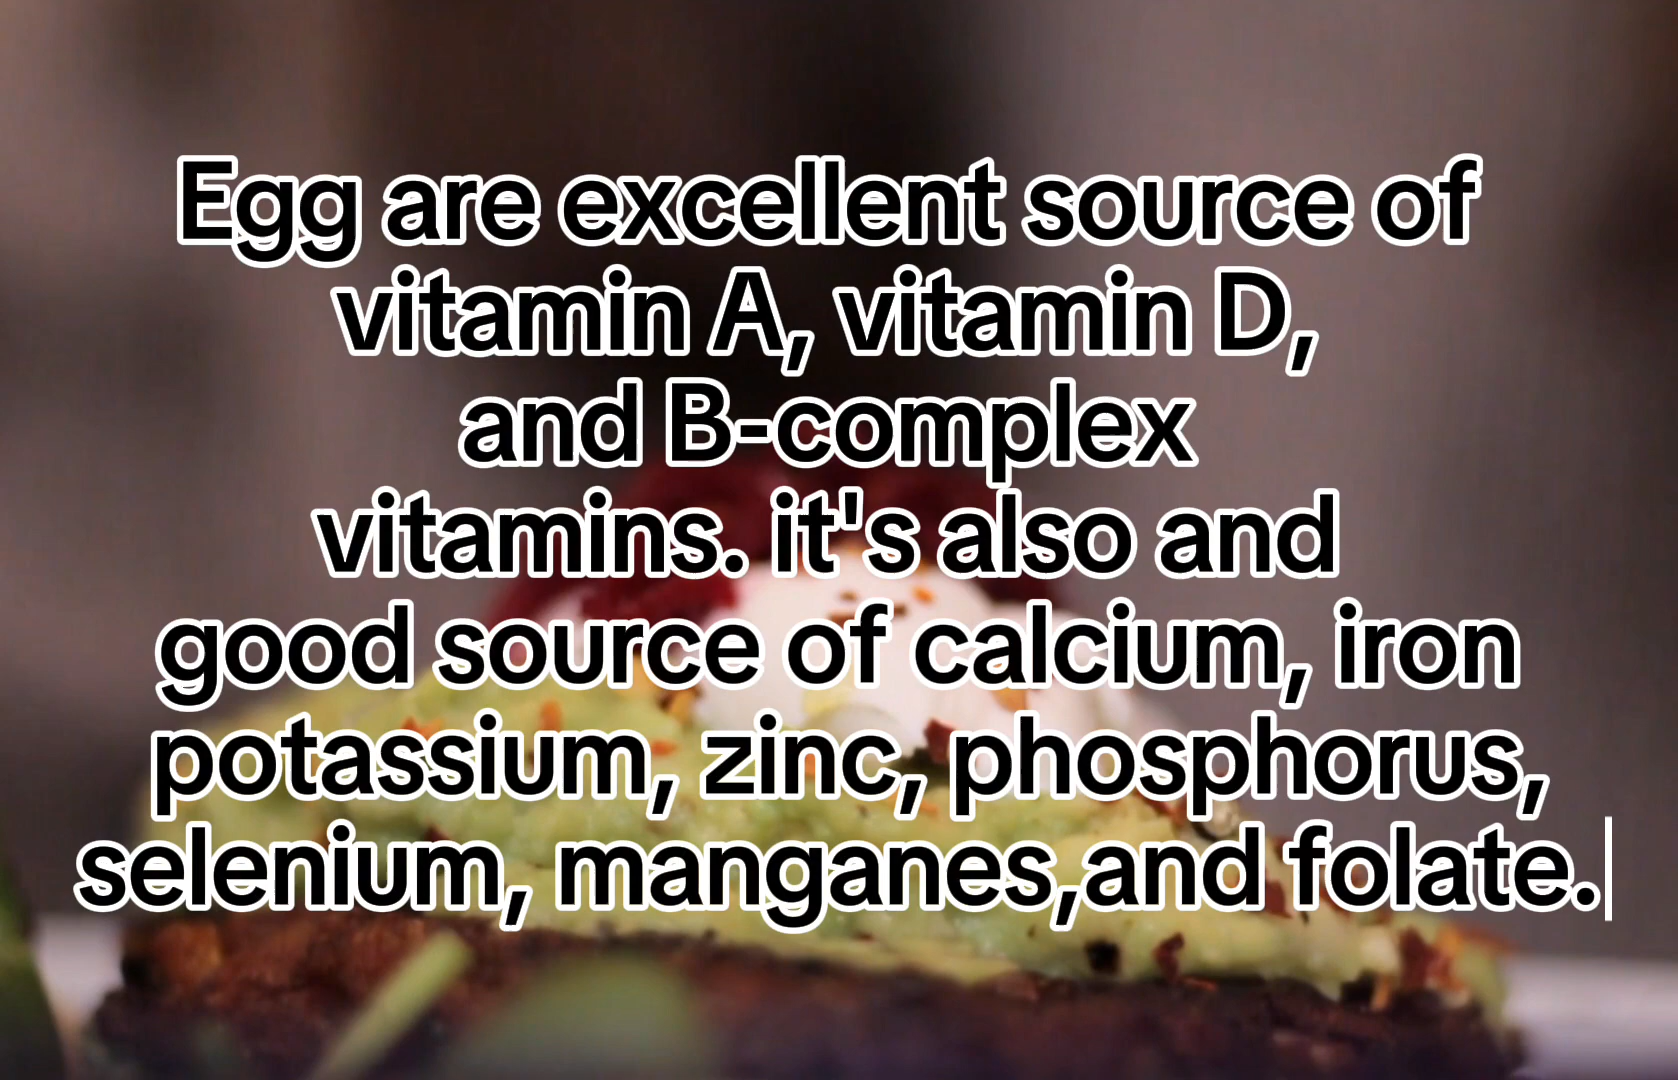 Egg are excellent source of
vitamin A, vitamin D,
and B-complex
vitamins. it's also and
good source of calcium, iron
potassium, zinc, phosphorus,
selenium, manganes,and folate.